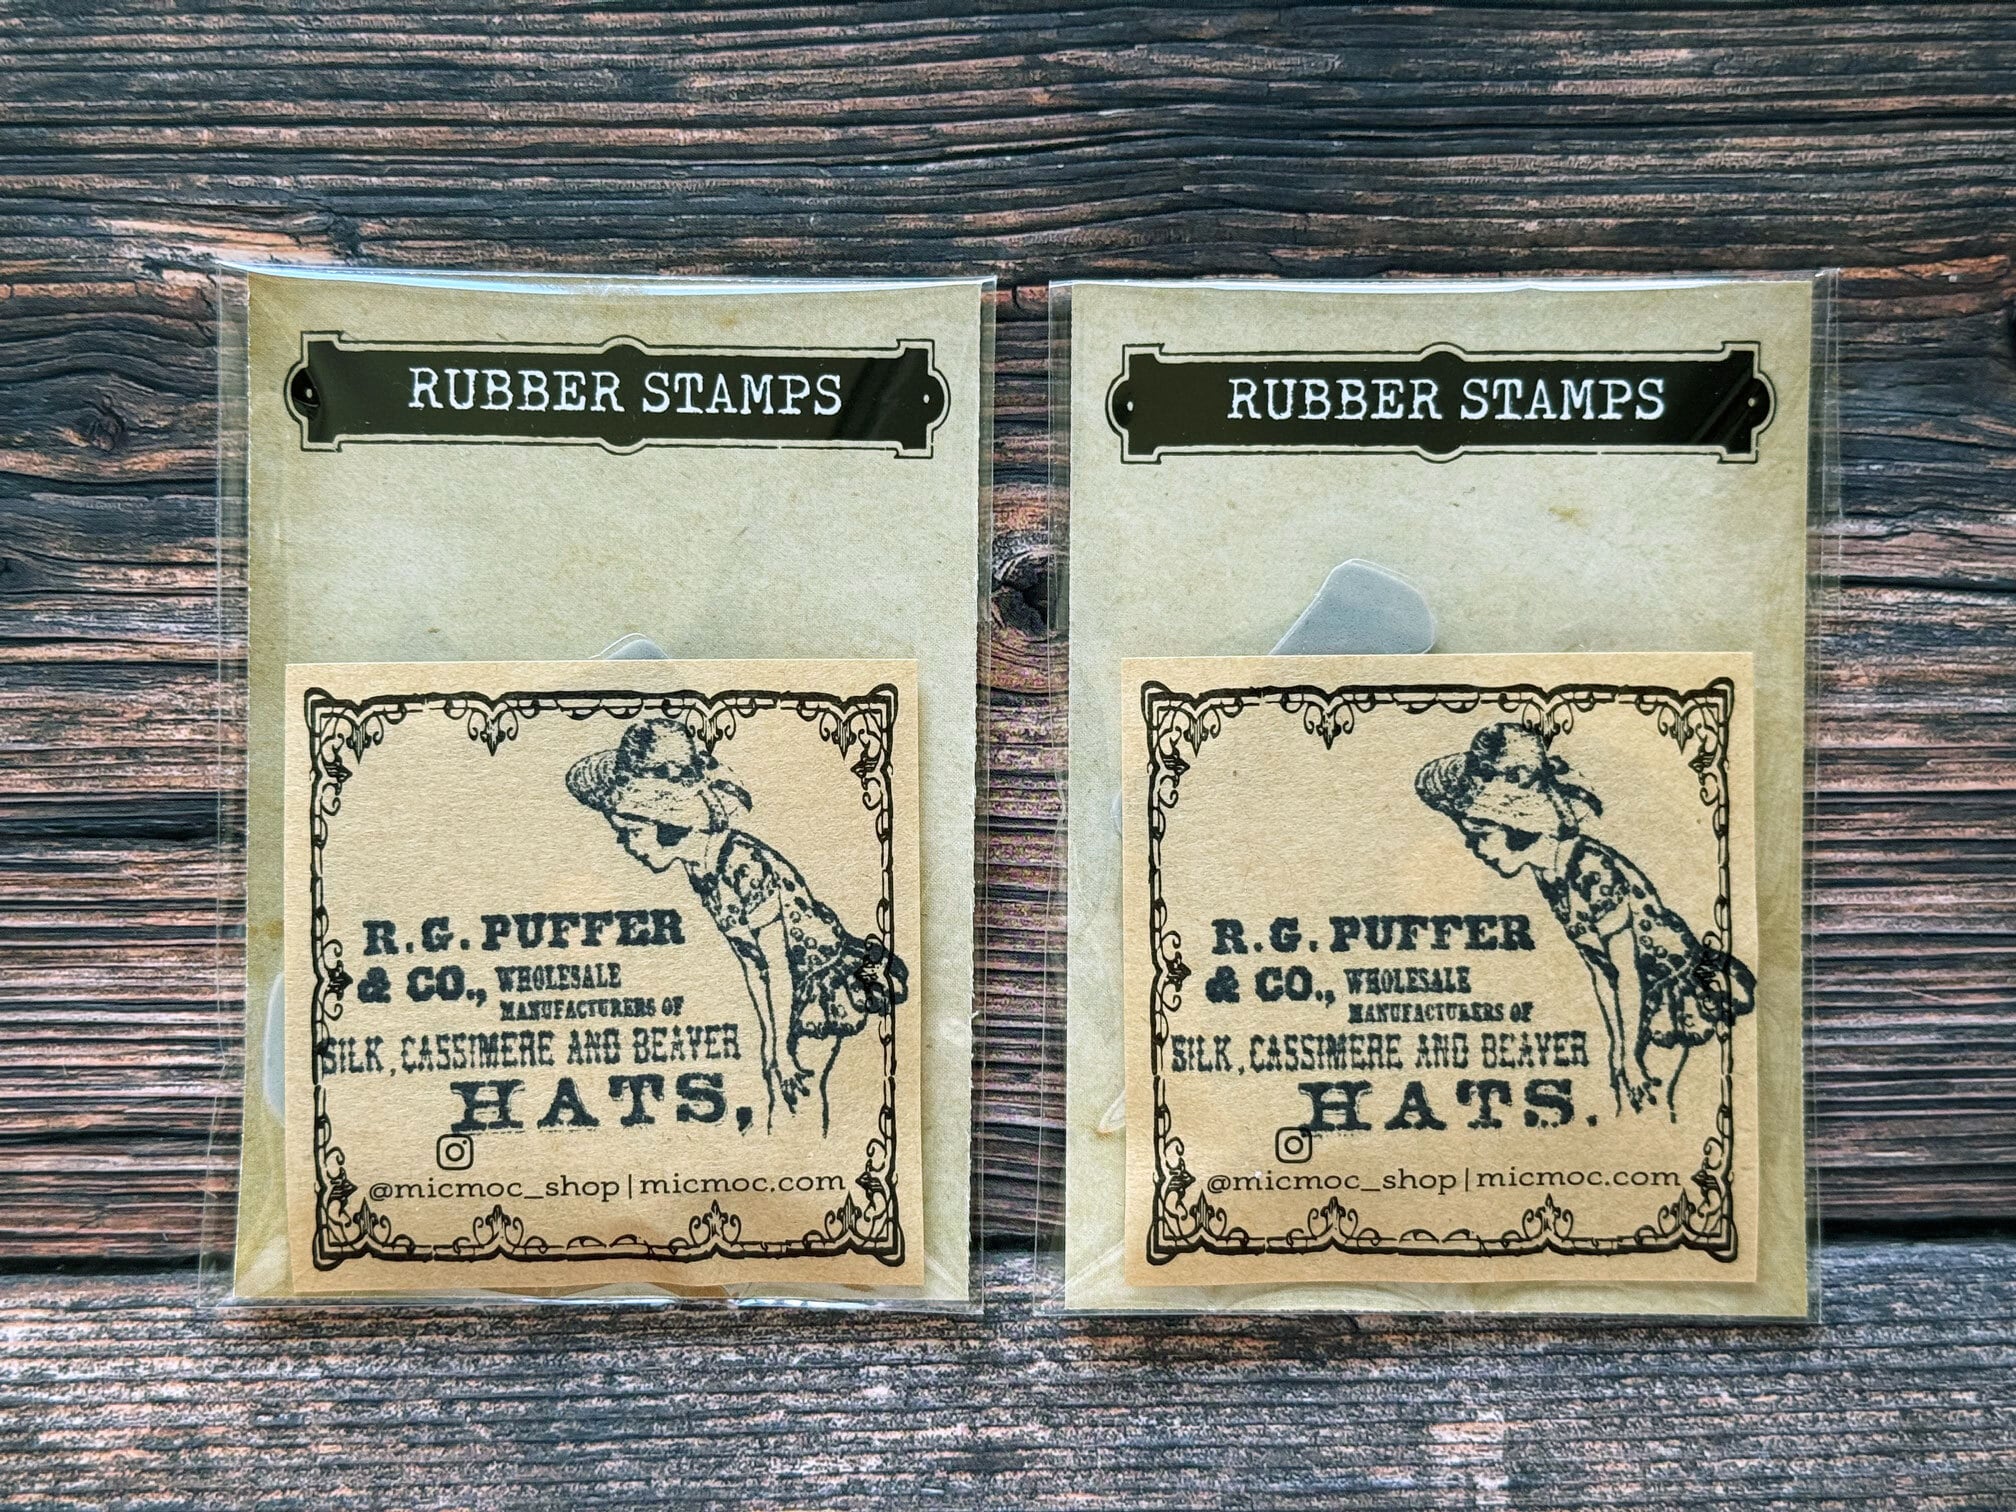 RUBBER STAMPS
R.G. PUFFER
& CO., WHOLESALE
MANUFACTURERS OF
SILK, CASSIMERE AND BEAVER
HATS,
@micmoc_shop|micmoc.com
RUBBER STAMPS
R.G. PUFFER
& CO., WHOLESALE
MANUFACTURERS OF
SILK, CASSIMERE AND BEAVER
HATS.
@micmoc_shop|micmoc.com